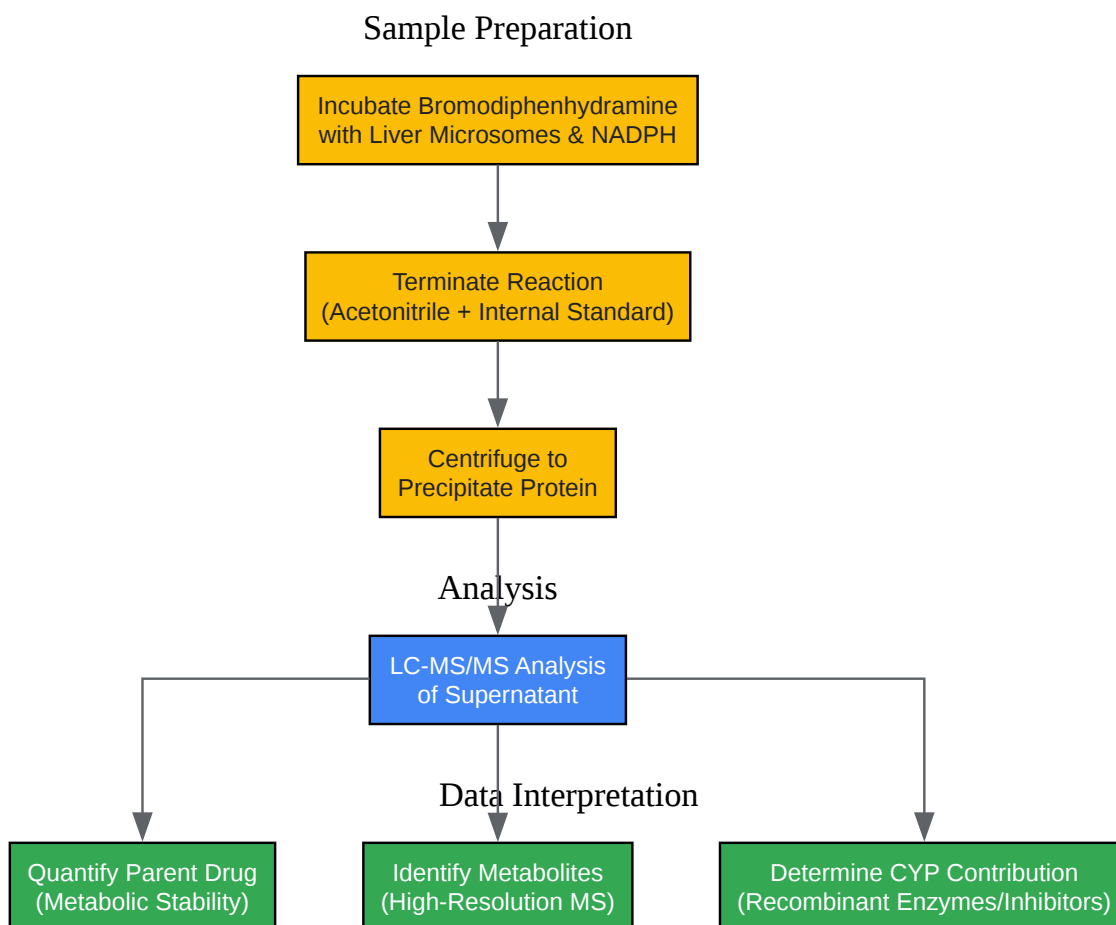 Sample Preparation
Incubate Bromodiphenhydramine
with Liver Microsomes & NADPH
Terminate Reaction
(Acetonitrile + Internal Standard)
Centrifuge to
Precipitate Protein
Analysis
LC-MS/MS Analysis
of Supernatant
Data Interpretation
Quantify Parent Drug
(Metabolic Stability)
Identify Metabolites
(High-Resolution MS)
Determine CYP Contribution
(Recombinant Enzymes/Inhibitors)